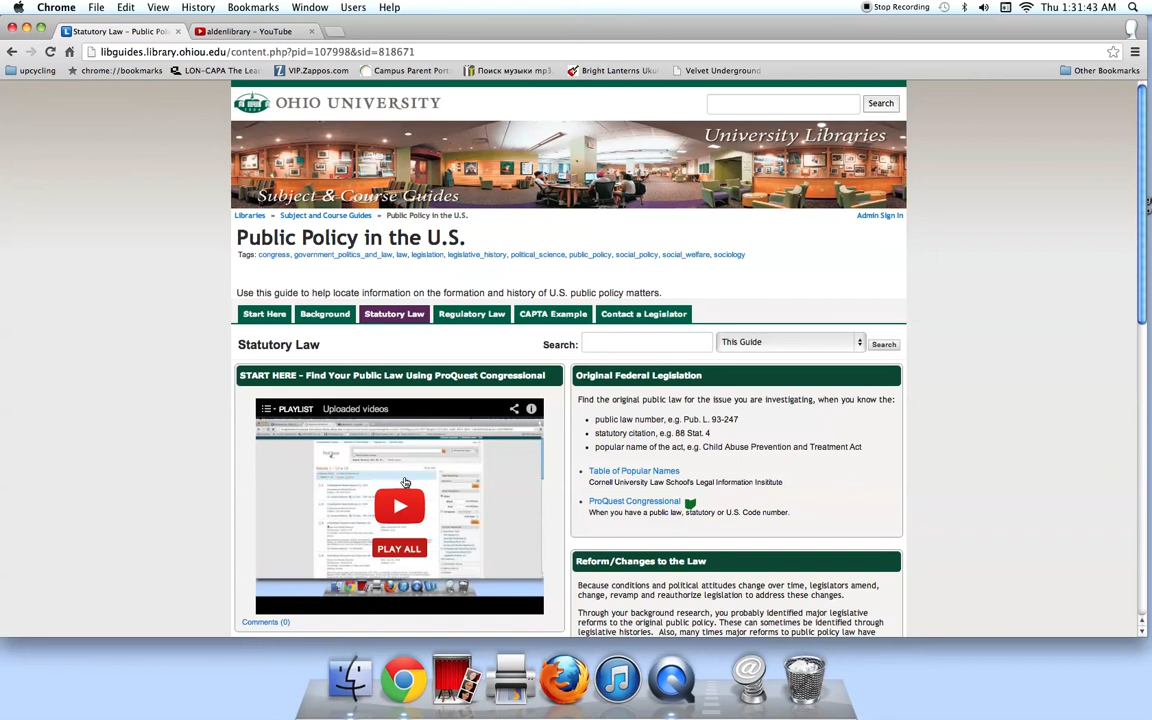 Chrome File Edit View History Bookmarks Window Users Help Stop Recording Thu 1:31:43 AM
Statutory Law – Public Poli aldenlibrary – YouTube
libguides.library.ohiou.edu/content.php?pid=107998&sid=818671
upcycling chrome://bookmarks LON-CAPA The Lear VIP.Zappos.com Campus Parent Port Поиск музыки mp3. Bright Lanterns Uku Velvet Underground Other Bookmarks
OHIO UNIVERSITY Search
University Libraries
Subject & Course Guides
Libraries » Subject and Course Guides » Public Policy in the U.S. Admin Sign In
Public Policy in the U.S.
Tags: congress, government_politics_and_law, law, legislation, legislative_history, political_science, public_policy, social_policy, social_welfare, sociology
Use this guide to help locate information on the formation and history of U.S. public policy matters.
Start Here Background Statutory Law Regulatory Law CAPTA Example Contact a Legislator
Statutory Law Search: This Guide Search
START HERE - Find Your Public Law Using ProQuest Congressional
PLAYLIST Uploaded videos
PLAY ALL
Comments (0)
Original Federal Legislation
Find the original public law for the issue you are investigating, when you know the:
public law number, e.g. Pub. L. 93-247
statutory citation, e.g. 88 Stat. 4
popular name of the act, e.g. Child Abuse Prevention and Treatment Act
Table of Popular Names
Cornell University Law School's Legal Information Institute
ProQuest Congressional
When you have a public law, statutory or U.S. Code number.
Reform/Changes to the Law
Because conditions and political attitudes change over time, legislators amend,
change, revamp and reauthorize legislation to address these changes.
Through your background research, you probably identified major legislative
reforms to the original public policy. These can sometimes be identified through
legislative histories. Also, many times major reforms to public policy law have